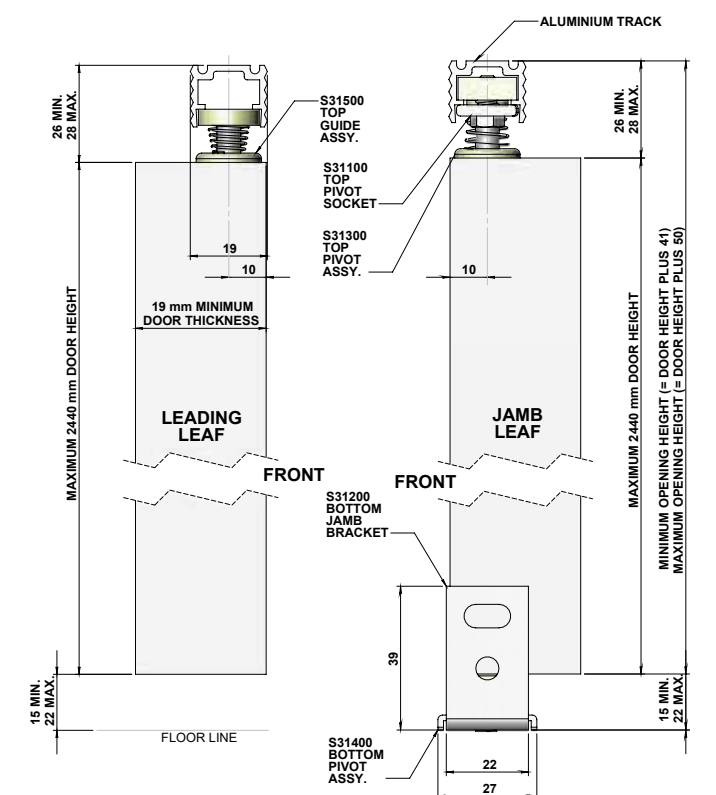 ALUMINIUM TRACK
26 MIN.
28 MAX.
S31500
TOP
GUIDE
ASSY.
S31100
TOP
PIVOT
SOCKET
S31300
TOP
PIVOT
ASSY.
26 MIN.
28 MAX.
19
10
10
19 mm MINIMUM
DOOR THICKNESS
MAXIMUM 2440 mm DOOR HEIGHT
LEADING
LEAF
FRONT
JAMB
LEAF
FRONT
MAXIMUM 2440 mm DOOR HEIGHT
MINIMUM OPENING HEIGHT (= DOOR HEIGHT PLUS 41)
MAXIMUM OPENING HEIGHT (= DOOR HEIGHT PLUS 50)
S31200
BOTTOM
JAMB
BRACKET
39
15 MIN.
22 MAX.
FLOOR LINE
15 MIN.
22 MAX.
S31400
BOTTOM
PIVOT
ASSY.
22
27